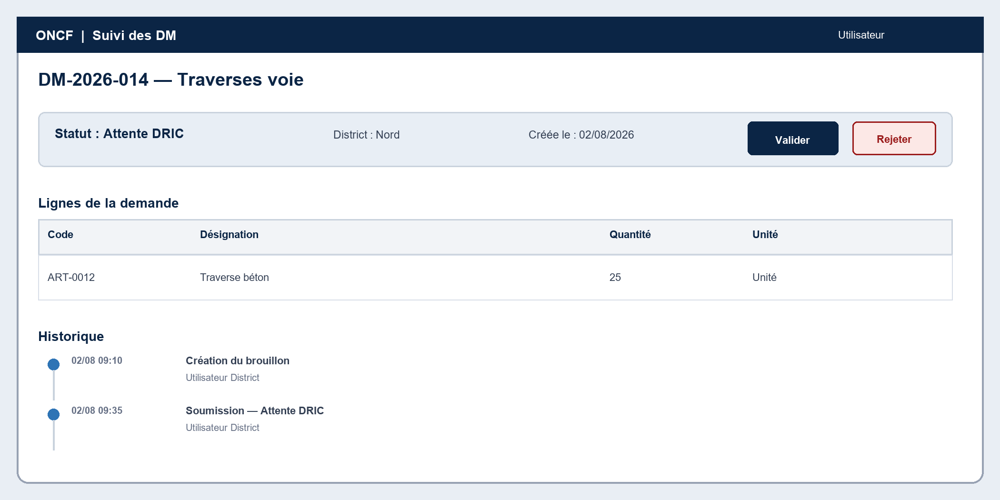 ONCF | Suivi des DM
Utilisateur
DM-2026-014 — Traverses voie
Statut : Attente DRIC
District : Nord
Créée le : 02/08/2026
Valider
Rejeter
Lignes de la demande
Code Désignation Quantité Unité
ART-0012 Traverse béton 25 Unité
Historique
02/08 09:10 Création du brouillon
Utilisateur District
02/08 09:35 Soumission — Attente DRIC
Utilisateur District